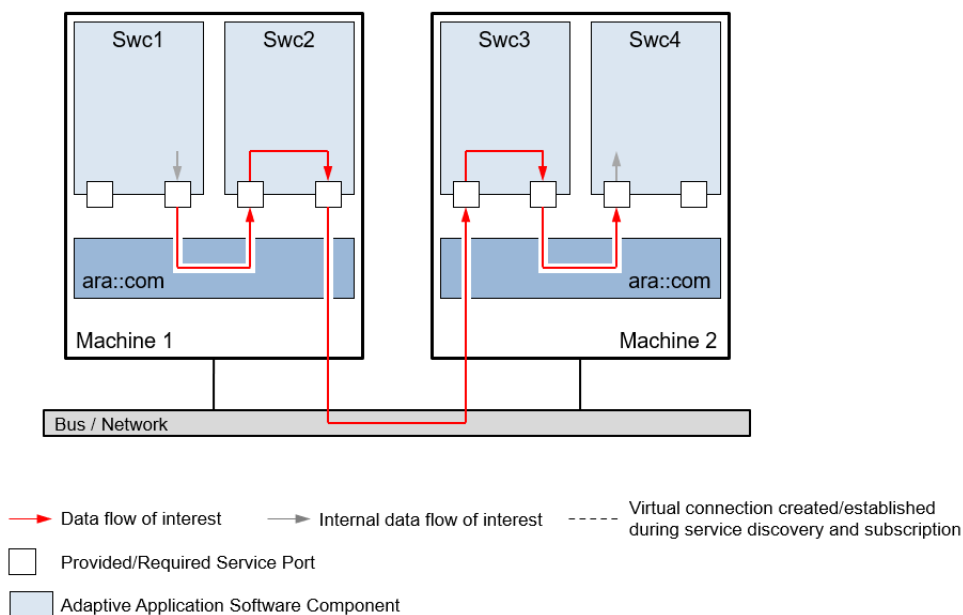 Swc1
Swc2
Swc3
Swc4
ara::com
ara::com
Machine 1
Machine 2
Bus / Network
Data flow of interest
Internal data flow of interest
Virtual connection created/established
during service discovery and subscription
Provided/Required Service Port
Adaptive Application Software Component